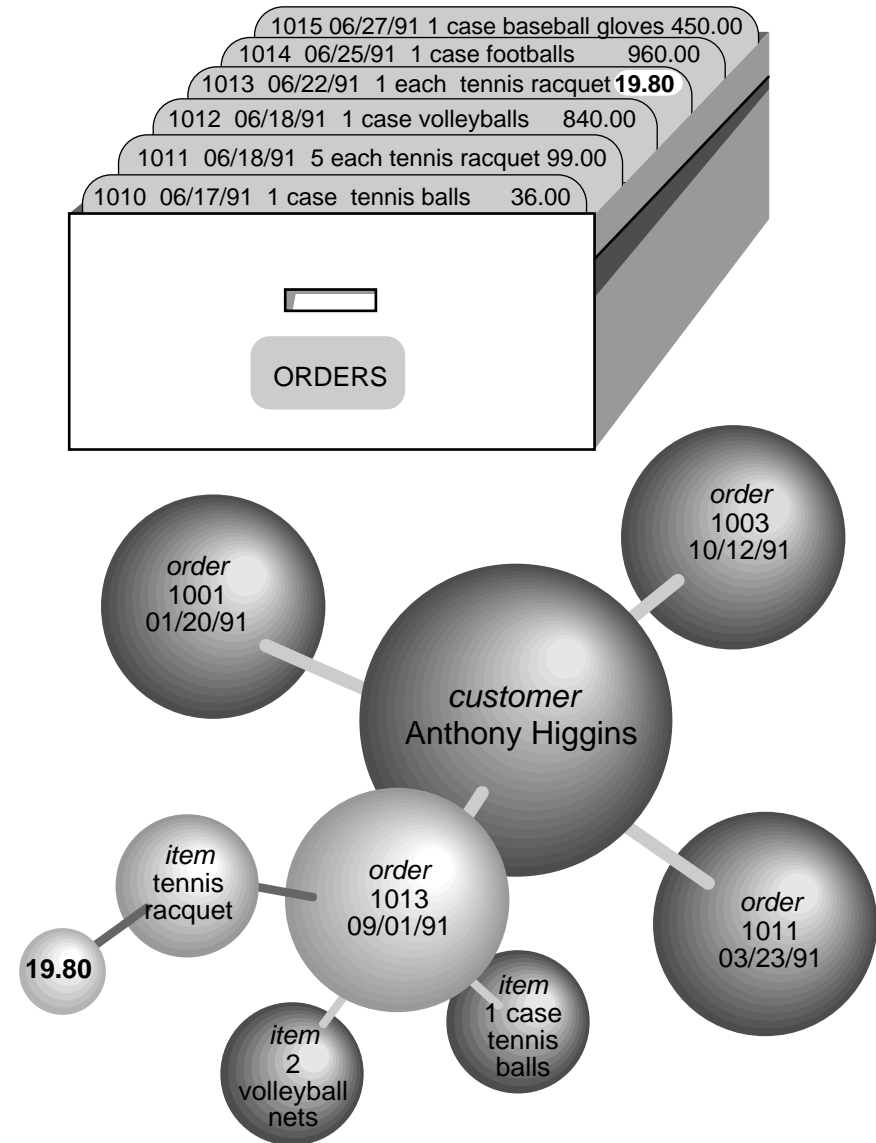 1015 06/27/91 1 case baseball gloves 450.00
1014 06/25/91 1 case footballs 960.00
1013 06/22/91 1 each tennis racquet 19.80
1012 06/18/91 1 case volleyballs 840.00
1011 06/18/91 5 each tennis racquet 99.00
1010 06/17/91 1 case tennis balls 36.00
ORDERS
order
1003
10/12/91
order
1001
01/20/91
customer
Anthony Higgins
item
tennis
racquet
order
1013
09/01/91
order
1011
03/23/91
19.80
item
1 case
tennis
balls
item
2
volleyball
nets